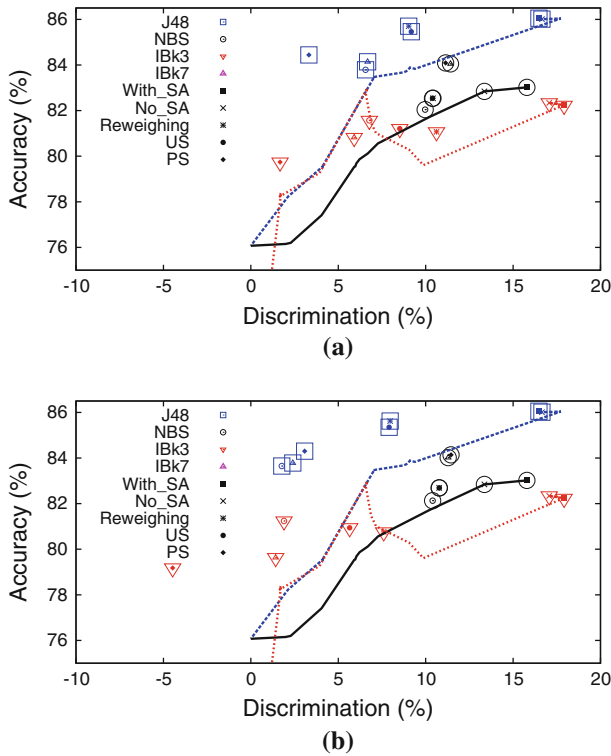 86
84
82
80
78
76
Accuracy (%)
J48
NBS
IBk3
IBk7
With_SA
No_SA
Reweighing
US
PS
-10
-5
0
5
10
15
20
Discrimination (%)
(a)
86
84
82
80
78
76
Accuracy (%)
J48
NBS
IBk3
IBk7
With_SA
No_SA
Reweighing
US
PS
-10
-5
0
5
10
15
20
Discrimination (%)
(b)